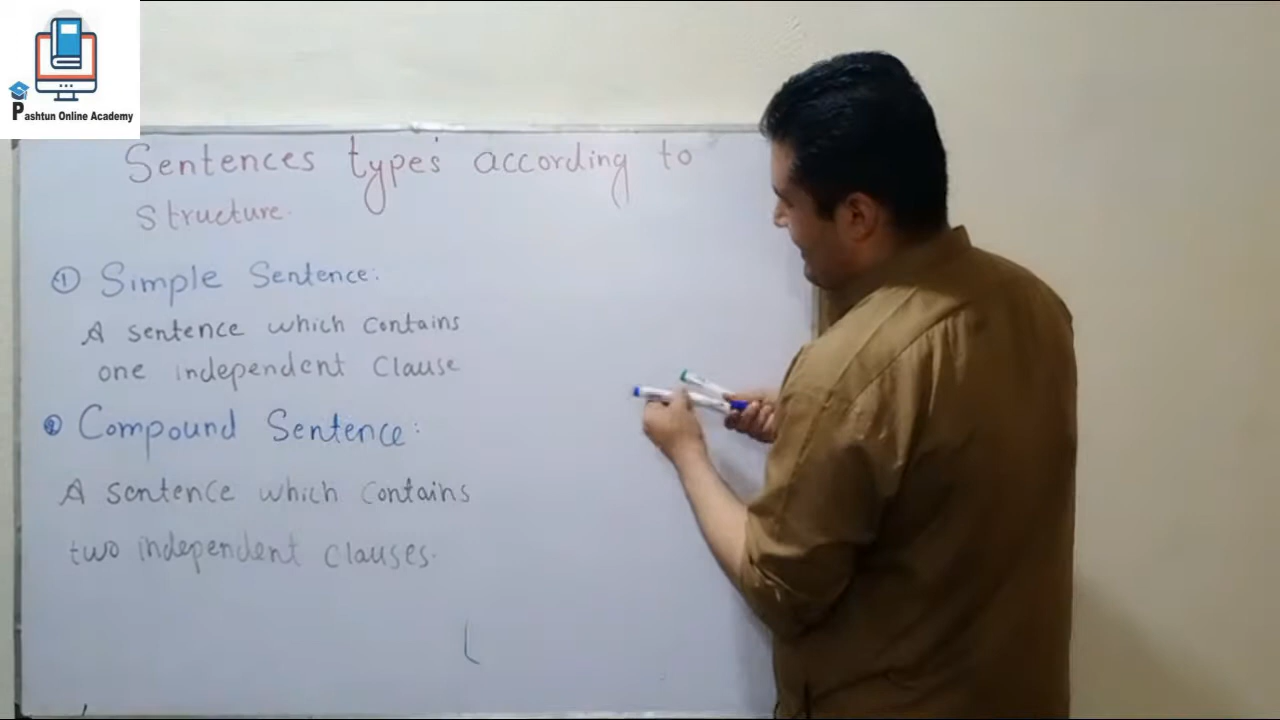 Pashtun Online Academy
Sentences types according to
structure.
① Simple Sentence:
A sentence which contains
one independent clause
② Compound Sentence:
A sentence which contains
two independent clauses.